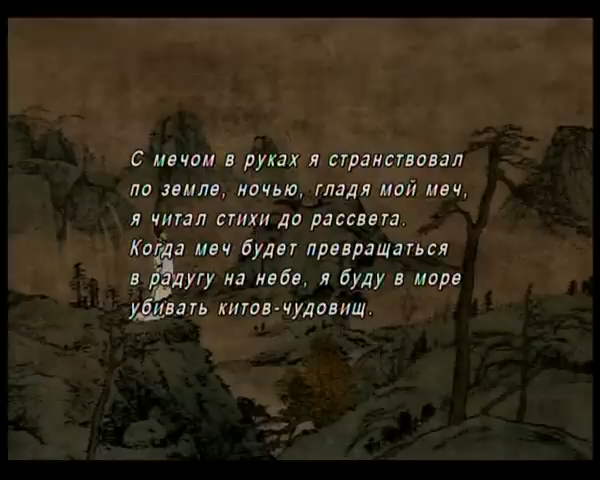 С мечом в руках я странствовал
по земле, ночью, гладя мой меч,
я читал стихи до рассвета.
Когда меч будет превращаться
в радугу на небе, я буду в море
убивать китов-чудовищ.